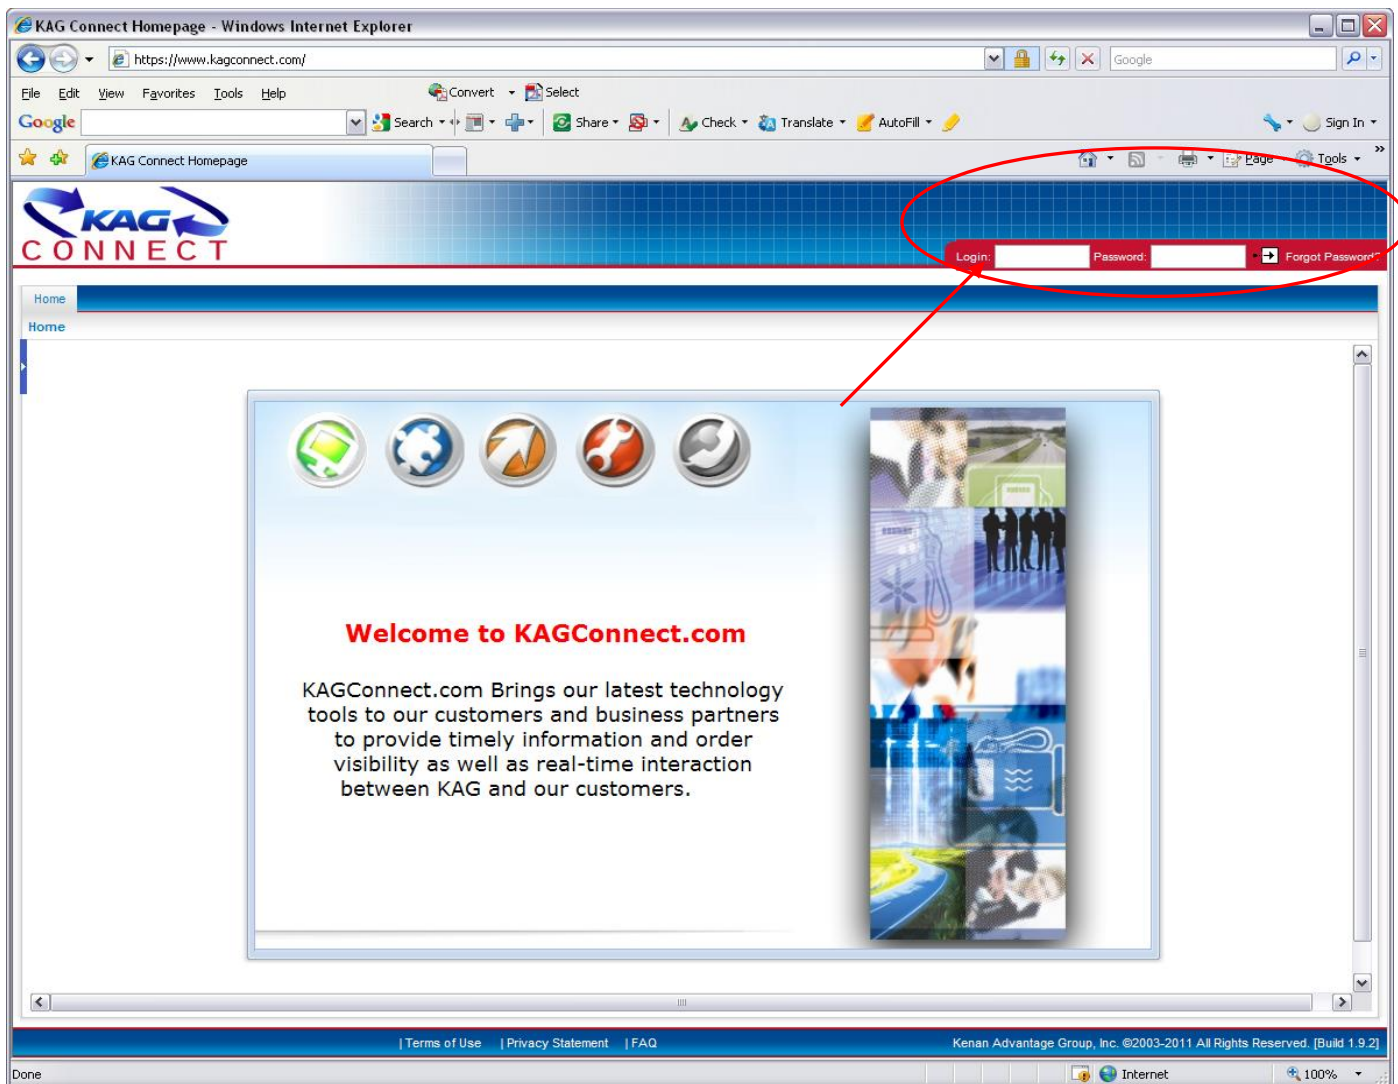 KAG Connect Homepage - Windows Internet Explorer
https://www.kagconnect.com/
Google
File Edit View Favorites Tools Help
Convert Select
Google
Search Share Check Translate AutoFill Sign In
KAG Connect Homepage
Page Tools »
KAG
CONNECT
Login: Password: Forgot Password?
Home
Home
Welcome to KAGConnect.com
KAGConnect.com Brings our latest technology
tools to our customers and business partners
to provide timely information and order
visibility as well as real-time interaction
between KAG and our customers.
| Terms of Use | Privacy Statement | FAQ
Kenan Advantage Group, Inc. ©2003-2011 All Rights Reserved. [Build 1.9.2]
Done Internet 100%